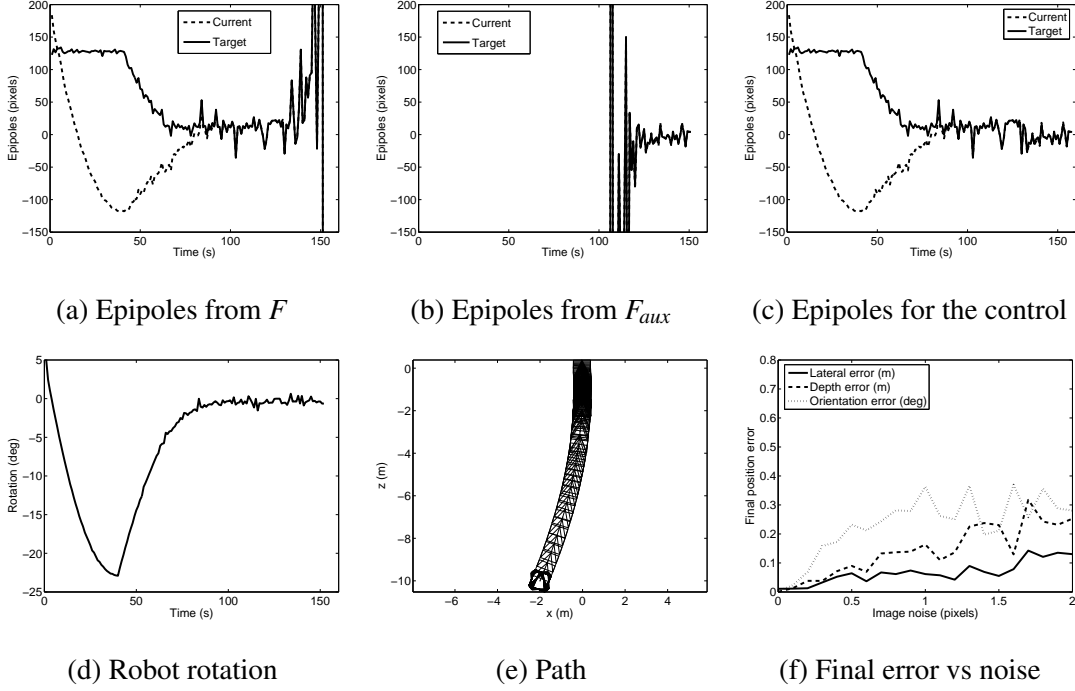 200
150
100
50
0
−50
−100
−150
0
50
100
150
Epipoles (pixels)
Time (s)
Current
Target
(a) Epipoles from F
200
150
100
50
0
−50
−100
−150
0
50
100
150
Epipoles (pixels)
Time (s)
Current
Target
(b) Epipoles from Faux
200
150
100
50
0
−50
−100
−150
0
50
100
150
Epipoles (pixels)
Time (s)
Current
Target
(c) Epipoles for the control
5
0
−5
−10
−15
−20
−25
0
50
100
150
Rotation (deg)
Time (s)
(d) Robot rotation
0
−2
−4
−6
−8
−10
−6
−4
−2
0
2
4
z (m)
x (m)
(e) Path
0.8
0.7
0.6
0.5
0.4
0.3
0.2
0.1
0
0
0.5
1
1.5
2
Final position error
Image noise (pixels)
Lateral error (m)
Depth error (m)
Orientation error (deg)
(f) Final error vs noise